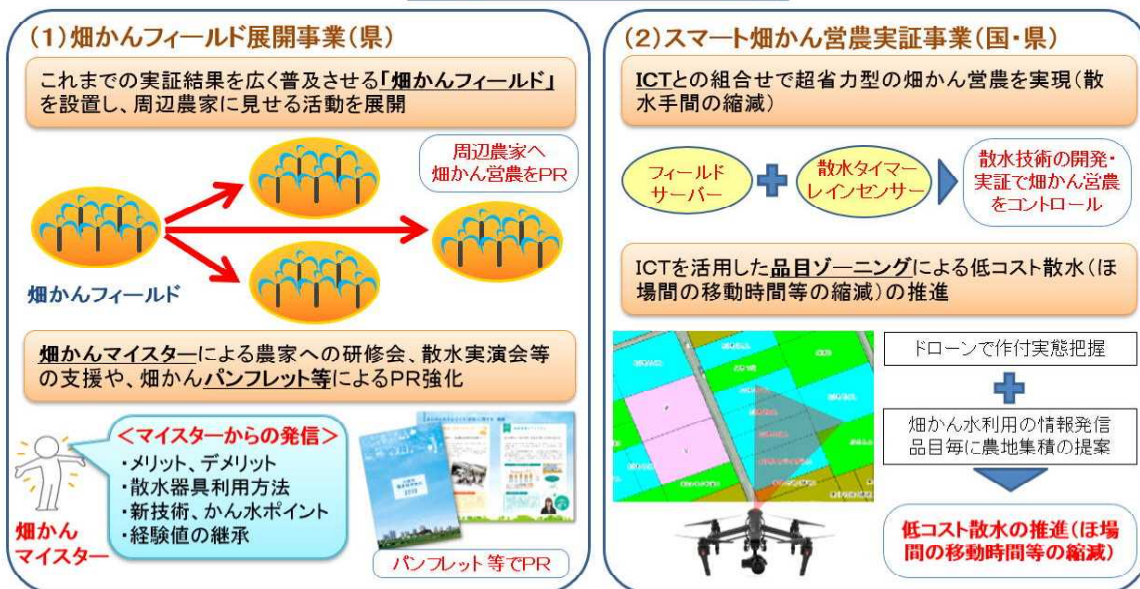 (1)畑かんフィールド展開事業(県)
これまでの実証結果を広く普及させる「畑かんフィールド」
を設置し、周辺農家に見せる活動を展開
周辺農家へ
畑かん営農をPR
畑かんフィールド
畑かんマイスターによる農家への研修会、散水実演会等
の支援や、畑かんパンフレット等によるPR強化
<マイスターからの発信>
・メリット、デメリット
・散水器具利用方法
・新技術、かん水ポイント
・経験値の継承
畑かん
マイスター
パンフレット等でPR
(2)スマート畑かん営農実証事業(国・県)
ICTとの組合せで超省力型の畑かん営農を実現(散
水手間の縮減)
フィールド
サーバー
散水タイマー
レインセンサー
散水技術の開発・
実証で畑かん営農
をコントロール
ICTを活用した品目ゾーニングによる低コスト散水(ほ
場間の移動時間等の縮減)の推進
ドローンで作付実態把握
畑かん水利用の情報発信
品目毎に農地集積の提案
低コスト散水の推進(ほ場
間の移動時間等の縮減)